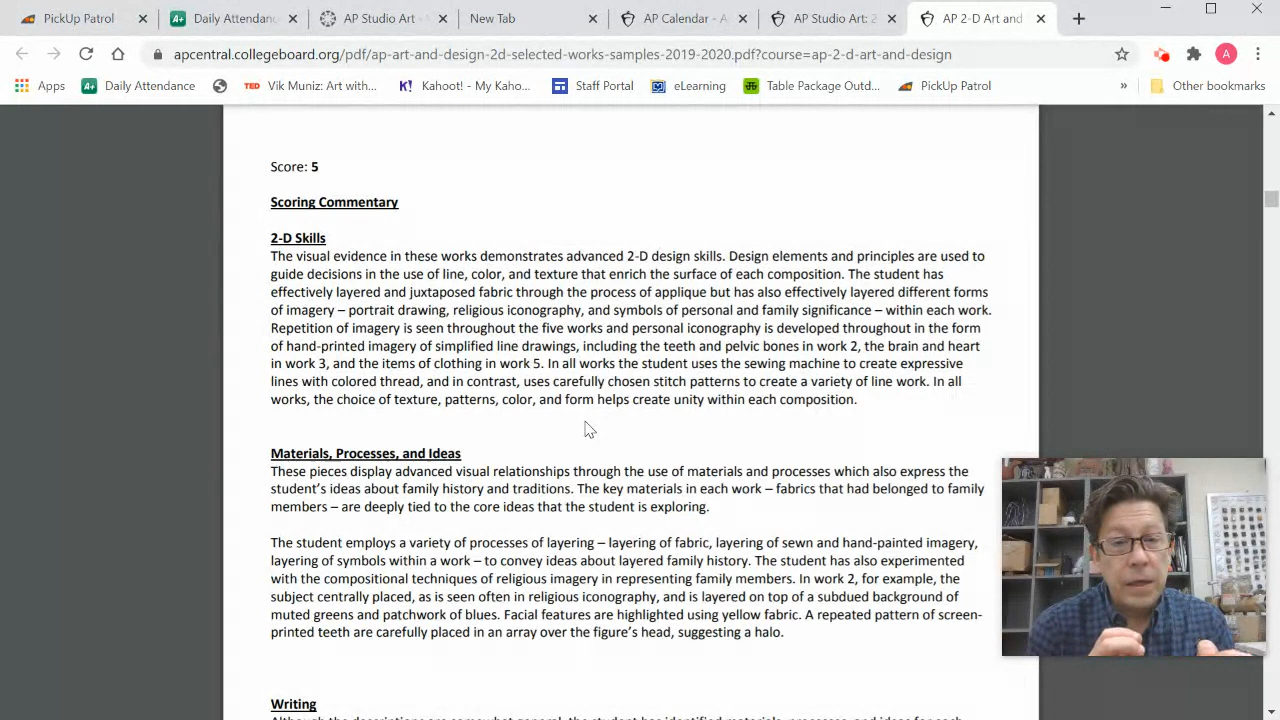 PickUp Patrol
Daily Attendanc
AP Studio Art -
New Tab
AP Calendar - A
AP Studio Art: 2
AP 2-D Art and
apcentral.collegeboard.org/pdf/ap-art-and-design-2d-selected-works-samples-2019-2020.pdf?course=ap-2-d-art-and-design
A
App
Daily Attendance
TED Vik Muniz: Art with...
K! Kahoot! - My Kaho...
Staff Portal
eLearning
Table Package Outd...
PickUp Patrol
»
Other bookmarks
Score: 5
Scoring Commentary
2-D Skills
The visual evidence in these works demonstrates advanced 2-D design skills. Design elements and principles are used to
guide decisions in the use of line, color, and texture that enrich the surface of each composition. The student has
effectively layered and juxtaposed fabric through the process of applique but has also effectively layered different forms
of imagery – portrait drawing, religious iconography, and symbols of personal and family significance – within each work.
Repetition of imagery is seen throughout the five works and personal iconography is developed throughout in the form
of hand-printed imagery of simplified line drawings, including the teeth and pelvic bones in work 2, the brain and heart
in work 3, and the items of clothing in work 5. In all works the student uses the sewing machine to create expressive
lines with colored thread, and in contrast, uses carefully chosen stitch patterns to create a variety of line work. In all
works, the choice of texture, patterns, color, and form helps create unity within each composition.
Materials, Processes, and Ideas
These pieces display advanced visual relationships through the use of materials and processes which also express the
student's ideas about family history and traditions. The key materials in each work – fabrics that had belonged to family
members – are deeply tied to the core ideas that the student is exploring.
The student employs a variety of processes of layering – layering of fabric, layering of sewn and hand-painted imagery,
layering of symbols within a work – to convey ideas about layered family history. The student has also experimented
with the compositional techniques of religious imagery in representing family members. In work 2, for example, the
subject centrally placed, as is seen often in religious iconography, and is layered on top of a subdued background of
muted greens and patchwork of blues. Facial features are highlighted using yellow fabric. A repeated pattern of screen-
printed teeth are carefully placed in an array over the figure's head, suggesting a halo.
Writing
Although the descriptions are somewhat general, the student has identified materials, processes, and ideas for each